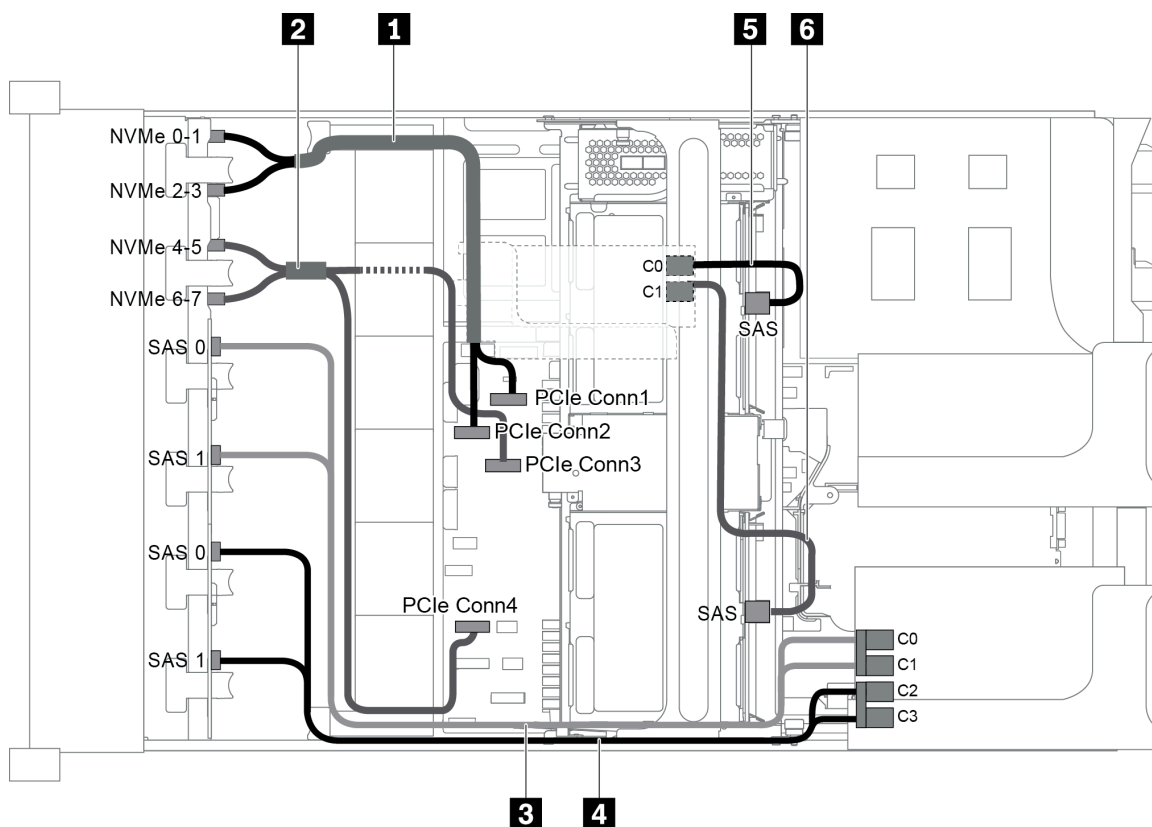 2
1
5
6
NVMe 0-1
NVMe 2-3
NVMe 4-5
NVMe 6-7
SAS 0
SAS 1
SAS 0
SAS 1
C0
C1
SAS
PCIe Conn1
PCIe Conn2
PCIe Conn3
PCIe Conn4
SAS
C0
C1
C2
C3
3
4